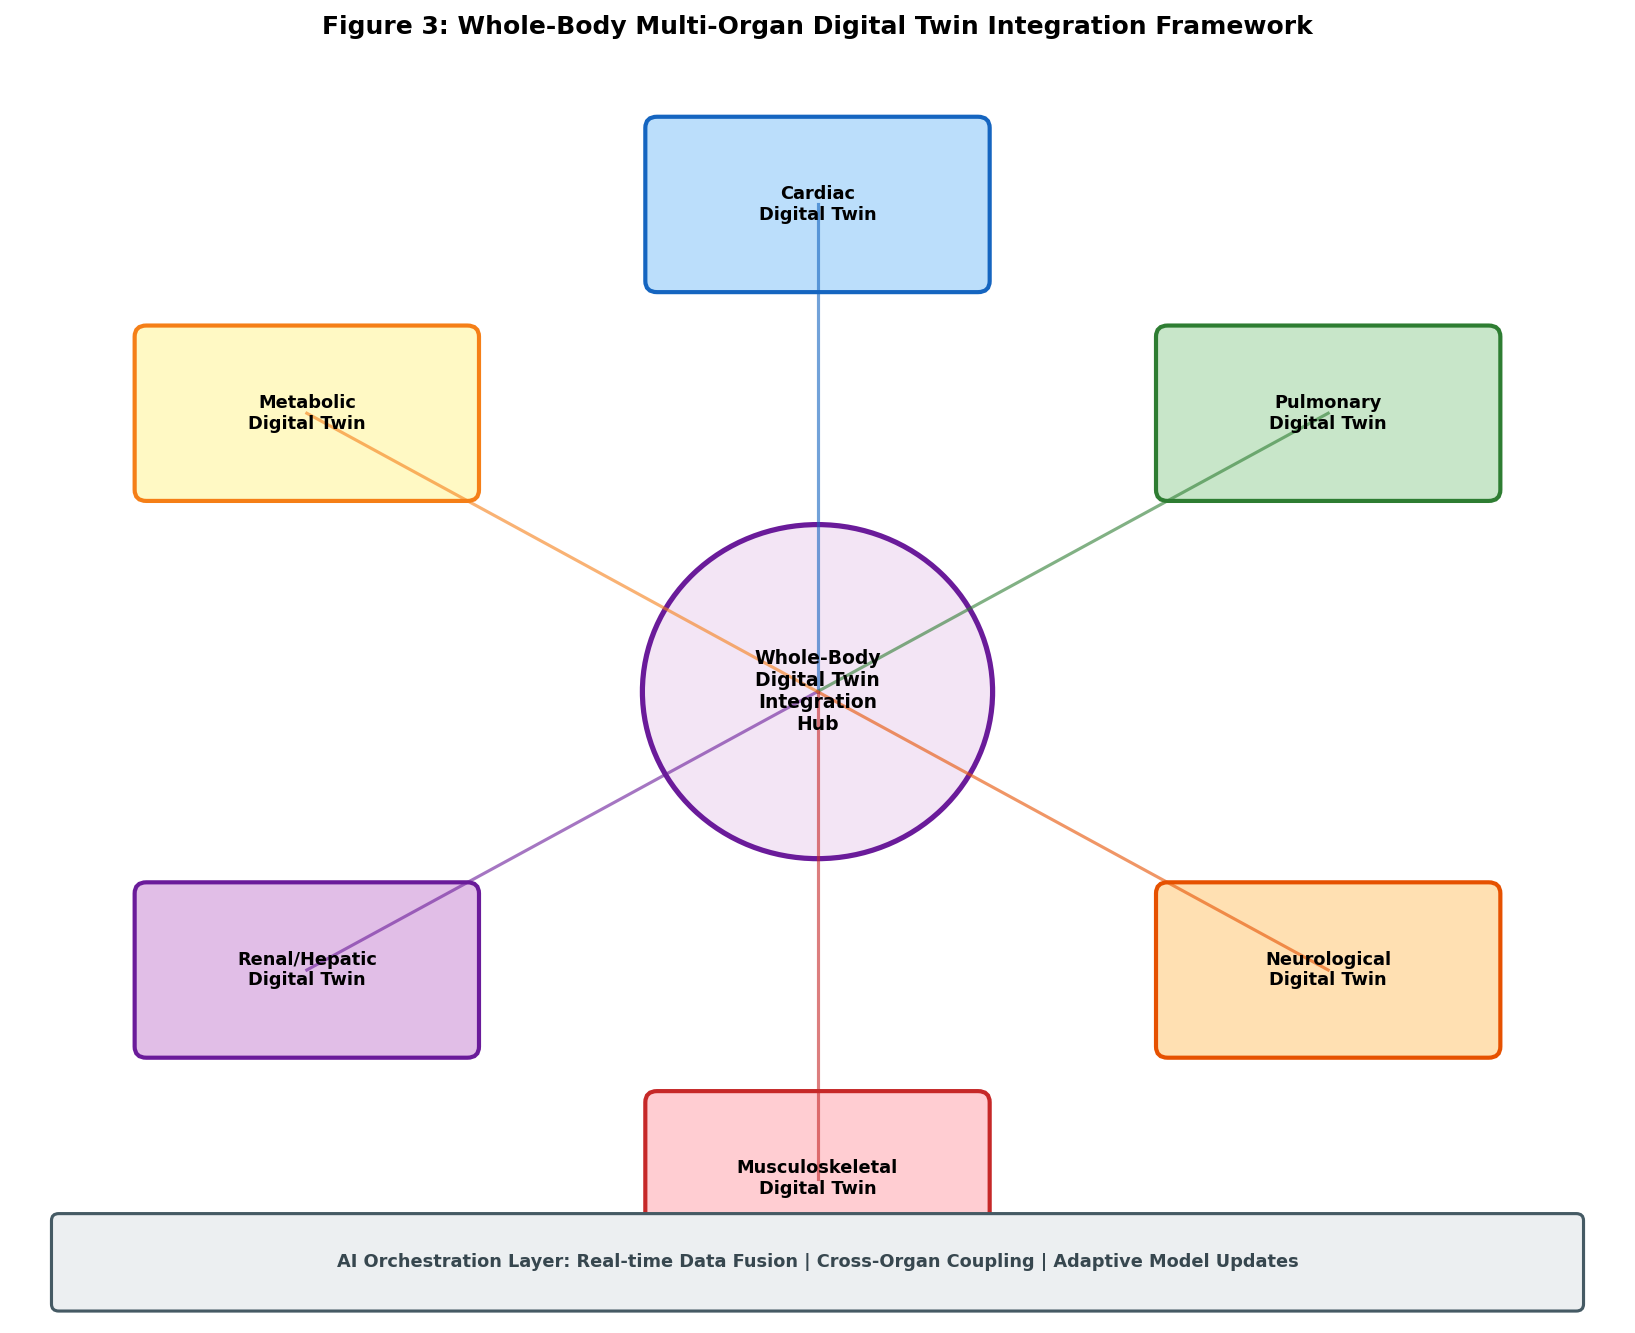 Figure 3: Whole-Body Multi-Organ Digital Twin Integration Framework
Cardiac
Digital Twin
Metabolic
Digital Twin
Pulmonary
Digital Twin
Whole-Body
Digital Twin
Integration
Hub
Renal/Hepatic
Digital Twin
Neurological
Digital Twin
Musculoskeletal
Digital Twin
AI Orchestration Layer: Real-time Data Fusion | Cross-Organ Coupling | Adaptive Model Updates